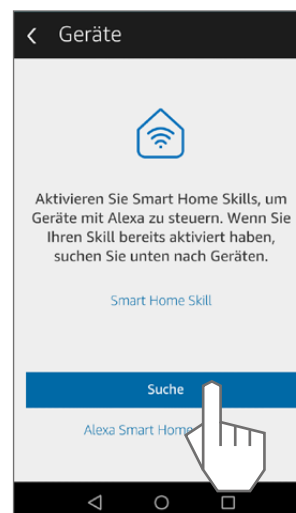 Geräte
Aktivieren Sie Smart Home Skills, um
Geräte mit Alexa zu steuern. Wenn Sie
Ihren Skill bereits aktiviert haben,
suchen Sie unten nach Geräten.
Smart Home Skill
Suche
Alexa Smart Home